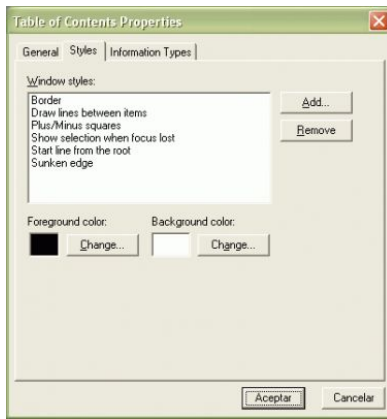 Table of Contents Properties
General Styles Information Types
Window styles:
Border
Draw lines between items
Plus/Minus squares
Show selection when focus lost
Start line from the root
Sunken edge
Add...
Remove
Foreground color: Background color:
Change... Change...
Aceptar Cancelar